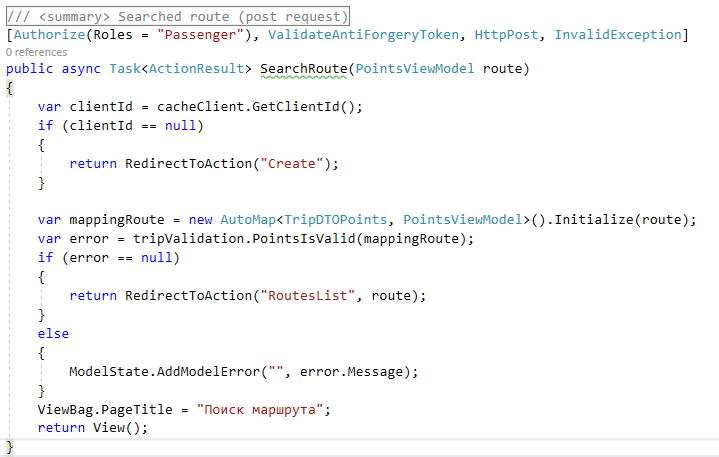 /// <summary> Searched route (post request)
[Authorize(Roles = "Passenger"), ValidateAntiForgeryToken, HttpPost, InvalidException]
0 references
public async Task<ActionResult> SearchRoute(PointsViewModel route)
{
    var clientId = cacheClient.GetClientId();
    if (clientId == null)
    {
        return RedirectToAction("Create");
    }

    var mappingRoute = new AutoMap<TripDTOPoints, PointsViewModel>().Initialize(route);
    var error = tripValidation.PointsIsValid(mappingRoute);
    if (error == null)
    {
        return RedirectToAction("RoutesList", route);
    }
    else
    {
        ModelState.AddModelError("", error.Message);
    }
    ViewBag.PageTitle = "Поиск маршрута";
    return View();
}